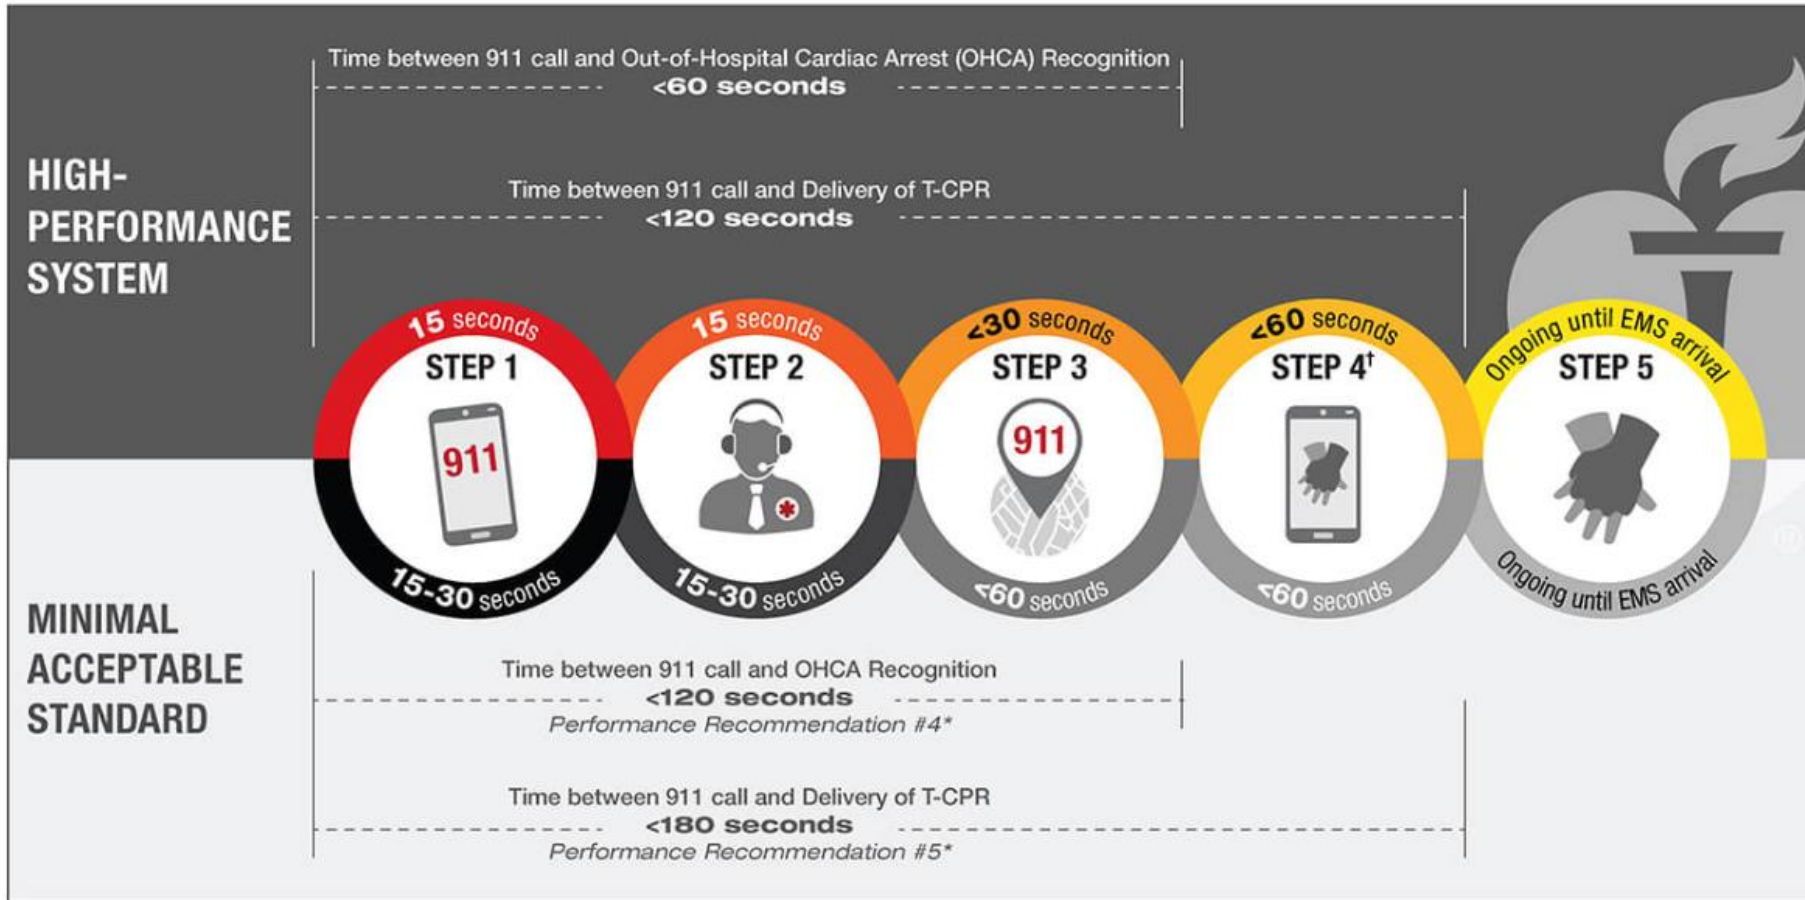 Time between 911 call and Out-of-Hospital Cardiac Arrest (OHCA) Recognition
<60 seconds
HIGH-
PERFORMANCE
SYSTEM
Time between 911 call and Delivery of T-CPR
<120 seconds
15 seconds
STEP 1
911
15-30 seconds
15 seconds
STEP 2
15-30 seconds
<30 seconds
STEP 3
911
<60 seconds
<60 seconds
STEP 4†
<60 seconds
Ongoing until EMS arrival
STEP 5
Ongoing until EMS arrival
MINIMAL
ACCEPTABLE
STANDARD
Time between 911 call and OHCA Recognition
<120 seconds
Performance Recommendation #4*
Time between 911 call and Delivery of T-CPR
<180 seconds
Performance Recommendation #5*
®